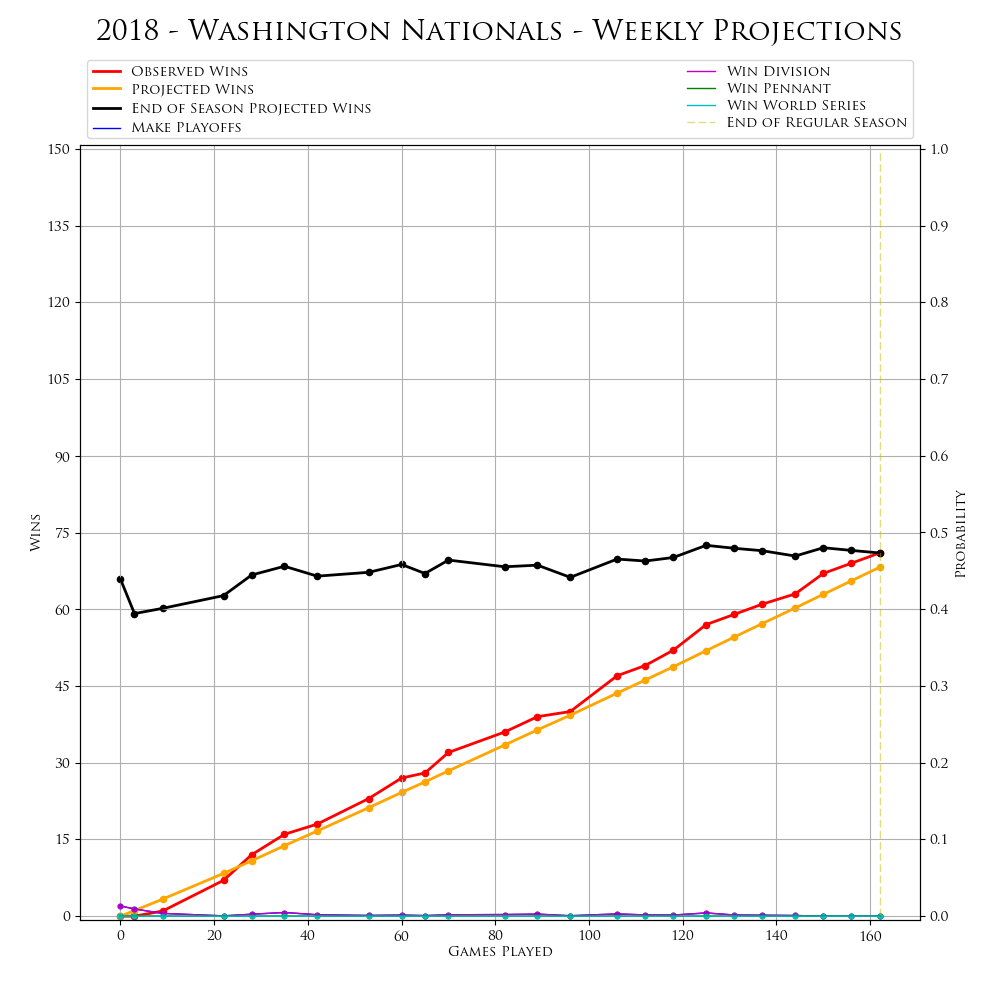 2018 - Washington Nationals - Weekly Projections
Observed Wins
Projected Wins
End of Season Projected Wins
Make Playoffs
Win Division
Win Pennant
Win World Series
End of Regular Season
150
135
120
105
90
75
60
45
30
15
0
Wins
1.0
0.9
0.8
0.7
0.6
0.5
0.4
0.3
0.2
0.1
0.0
Probability
0 20 40 60 80 100 120 140 160
Games Played